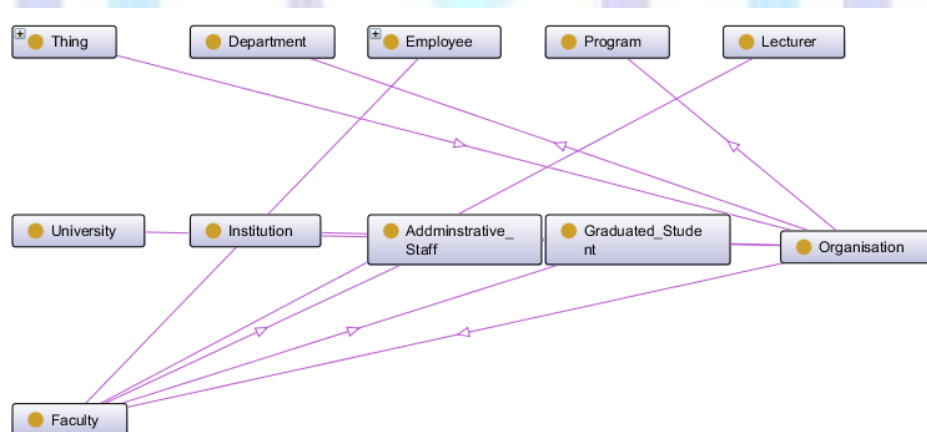 Thing
Department
Employee
Program
Lecturer
University
Institution
Addminstrative_
Staff
Graduated_Stude
nt
Organisation
Faculty